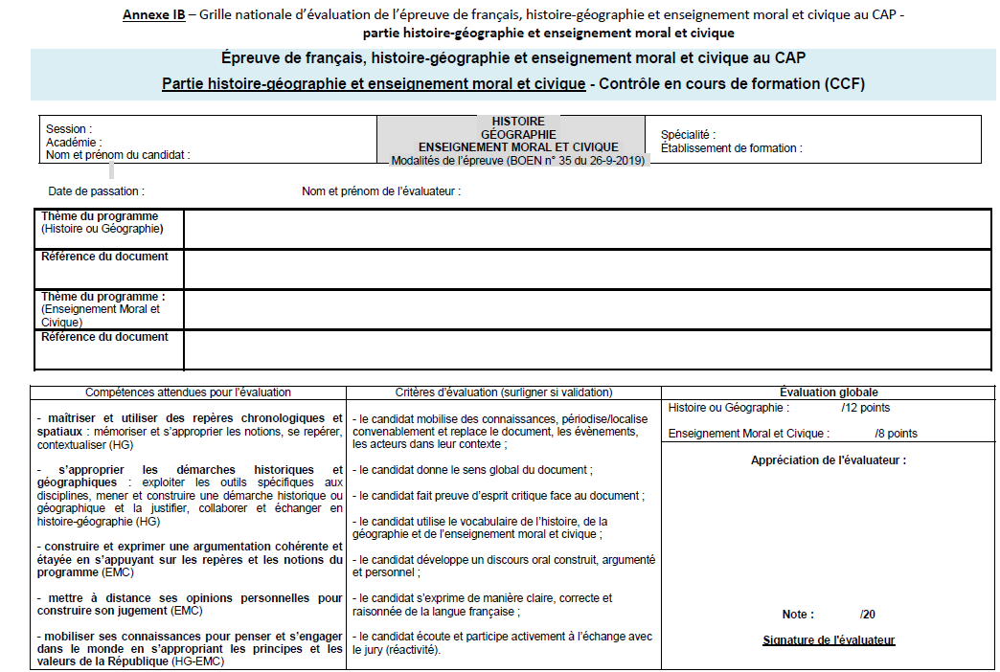 Annexe IB – Grille nationale d'évaluation de l'épreuve de français, histoire-géographie et enseignement moral et civique au CAP -
partie histoire-géographie et enseignement moral et civique
Épreuve de français, histoire-géographie et enseignement moral et civique au CAP
Partie histoire-géographie et enseignement moral et civique - Contrôle en cours de formation (CCF)
Session :
Académie :
Nom et prénom du candidat :
HISTOIRE
GÉOGRAPHIE
ENSEIGNEMENT MORAL ET CIVIQUE
Modalités de l'épreuve (BOEN n° 35 du 26-9-2019)
Spécialité :
Établissement de formation :
Date de passation :
Nom et prénom de l'évaluateur :
Thème du programme
(Histoire ou Géographie)
Référence du document
Thème du programme :
(Enseignement Moral et
Civique)
Référence du document
Compétences attendues pour l'évaluation
- maîtriser et utiliser des repères chronologiques et
spatiaux : mémoriser et s'approprier les notions, se repérer,
contextualiser (HG)
- s'approprier les démarches historiques et
géographiques : exploiter les outils spécifiques aux
disciplines, mener et construire une démarche historique ou
géographique et la justifier, collaborer et échanger en
histoire-géographie (HG)
- construire et exprimer une argumentation cohérente et
étayée en s'appuyant sur les repères et les notions du
programme (EMC)
- mettre à distance ses opinions personnelles pour
construire son jugement (EMC)
- mobiliser ses connaissances pour penser et s'engager
dans le monde en s'appropriant les principes et les
valeurs de la République (HG-EMC)
Critères d'évaluation (surligner si validation)
- le candidat mobilise des connaissances, périodise/localise
convenablement et replace le document, les évènements,
les acteurs dans leur contexte ;
- le candidat donne le sens global du document ;
- le candidat fait preuve d'esprit critique face au document ;
- le candidat utilise le vocabulaire de l'histoire, de la
géographie et de l'enseignement moral et civique ;
- le candidat développe un discours oral construit, argumenté
et personnel ;
- le candidat s'exprime de manière claire, correcte et
raisonnée de la langue française ;
- le candidat écoute et participe activement à l'échange avec
le jury (réactivité).
Évaluation globale
Histoire ou Géographie : /12 points
Enseignement Moral et Civique : /8 points
Appréciation de l'évaluateur :
Note : /20
Signature de l'évaluateur